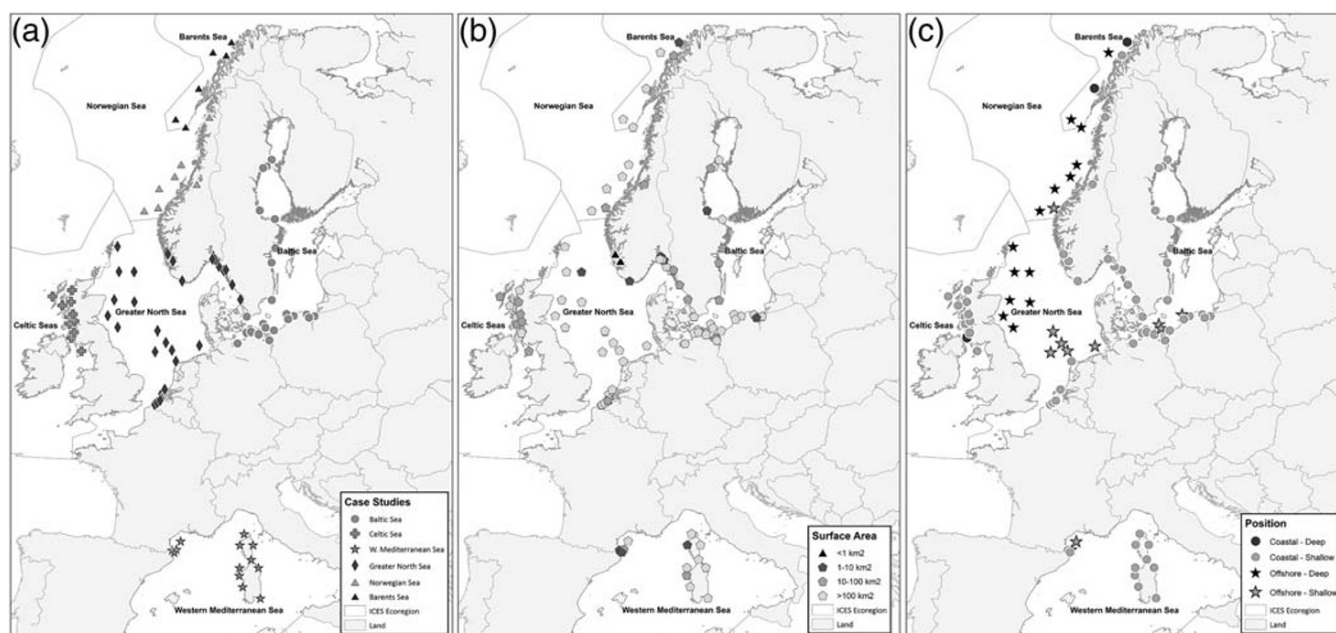 (a)
Barents Sea
Norwegian Sea
Baltic Sea
Greater North Sea
Celtic Seas
Western Mediterranean Sea
Case Studies
Baltic Sea
Celtic Sea
W. Mediterranean Sea
Greater North Sea
Norwegian Sea
Barents Sea
ICES Ecoregion
Land
(b)
Barents Sea
Norwegian Sea
Baltic Sea
Greater North Sea
Celtic Seas
Western Mediterranean Sea
Surface Area
<1 km2
1-10 km2
10-100 km2
>100 km2
ICES Ecoregion
Land
(c)
Barents Sea
Norwegian Sea
Baltic Sea
Greater North Sea
Celtic Seas
Western Mediterranean Sea
Position
Coastal - Deep
Coastal - Shallow
Offshore - Deep
Offshore - Shallow
ICES Ecoregion
Land